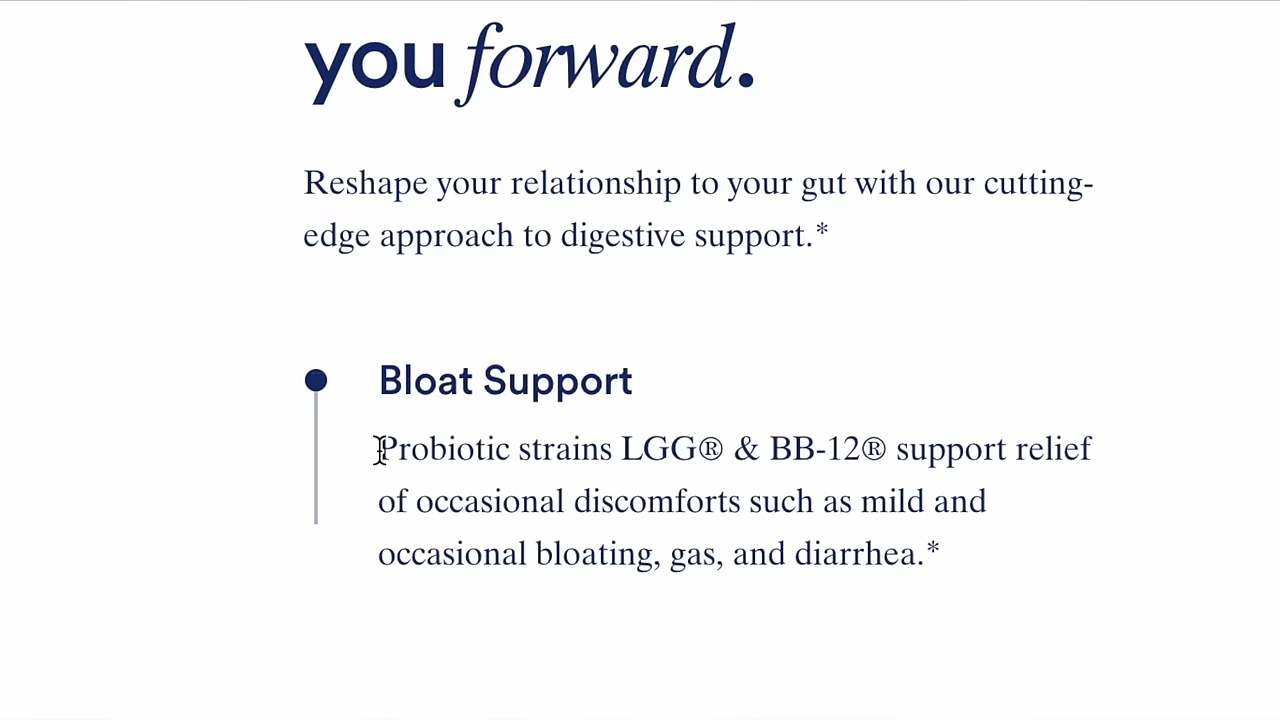 you forward.
Reshape your relationship to your gut with our cutting-
edge approach to digestive support.*
Bloat Support
Probiotic strains LGG® & BB-12® support relief
of occasional discomforts such as mild and
occasional bloating, gas, and diarrhea.*